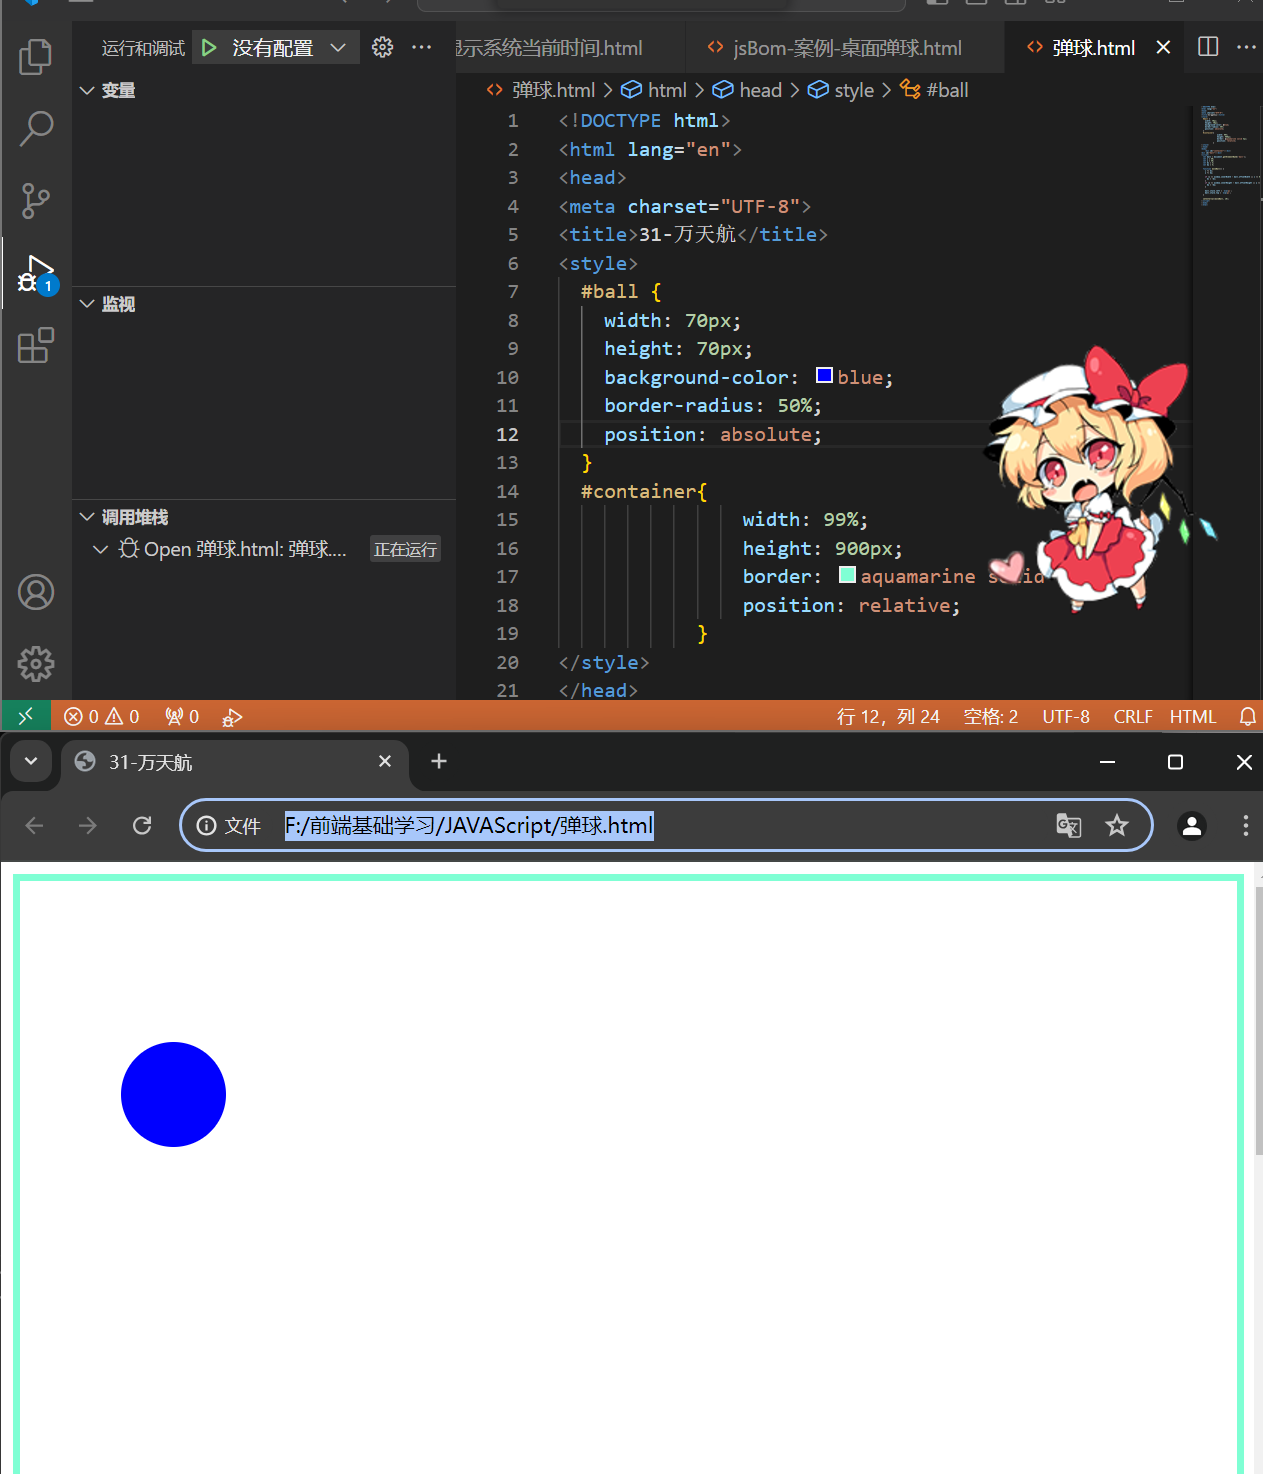 运行和调试 没有配置
显示系统当前时间.html
jsBom-案例-桌面弹球.html
弹球.html
变量
监视
调用堆栈
Open 弹球.html: 弹球.... 正在运行
1
弹球.html > html > head > style > #ball
1 <!DOCTYPE html>
2 <html lang="en">
3 <head>
4 <meta charset="UTF-8">
5 <title>31-万天航</title>
6 <style>
7 #ball {
8 width: 70px;
9 height: 70px;
10 background-color: blue;
11 border-radius: 50%;
12 position: absolute;
13 }
14 #container{
15 width: 99%;
16 height: 900px;
17 border: aquamarine solid
18 position: relative;
19 }
20 </style>
21 </head>
0 0 0
行 12, 列 24 空格: 2 UTF-8 CRLF HTML
31-万天航
文件 F:/前端基础学习/JAVAScript/弹球.html